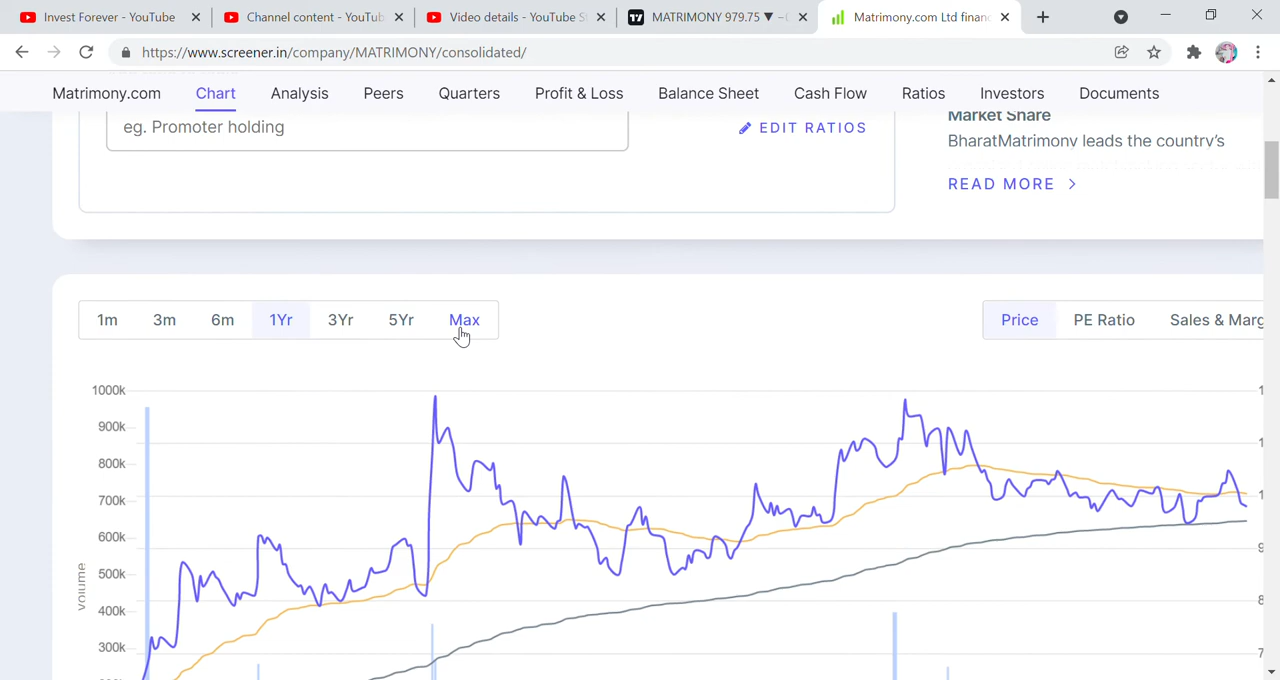 Invest Forever - YouTube
Channel content - YouTub
Video details - YouTube S
MATRIMONY 979.75 ▼ −
Matrimony.com Ltd financ
https://www.screener.in/company/MATRIMONY/consolidated/
Matrimony.com Chart Analysis Peers Quarters Profit & Loss Balance Sheet Cash Flow Ratios Investors Documents
eg. Promoter holding
EDIT RATIOS
Market Share
BharatMatrimony leads the country's
READ MORE
1m 3m 6m 1Yr 3Yr 5Yr Max
Price PE Ratio Sales & Marg
1000k
900k
800k
700k
600k
500k
400k
300k
volume